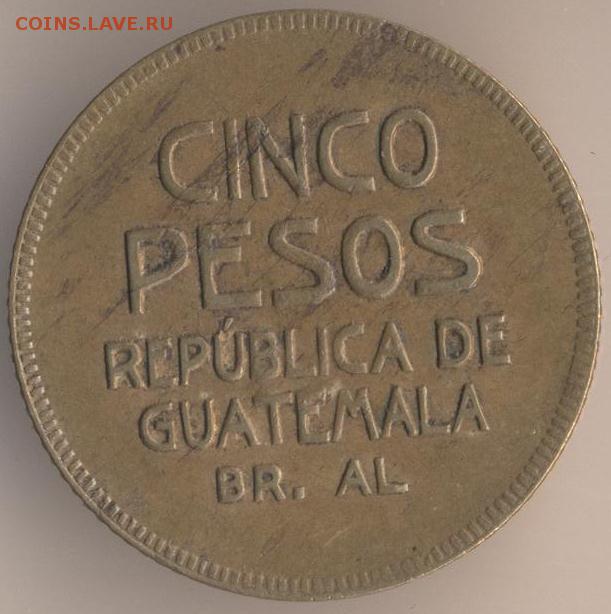 COINS.LAVE.RU
CINCO
PESOS
REPÚBLICA DE
GUATEMALA
BR. AL